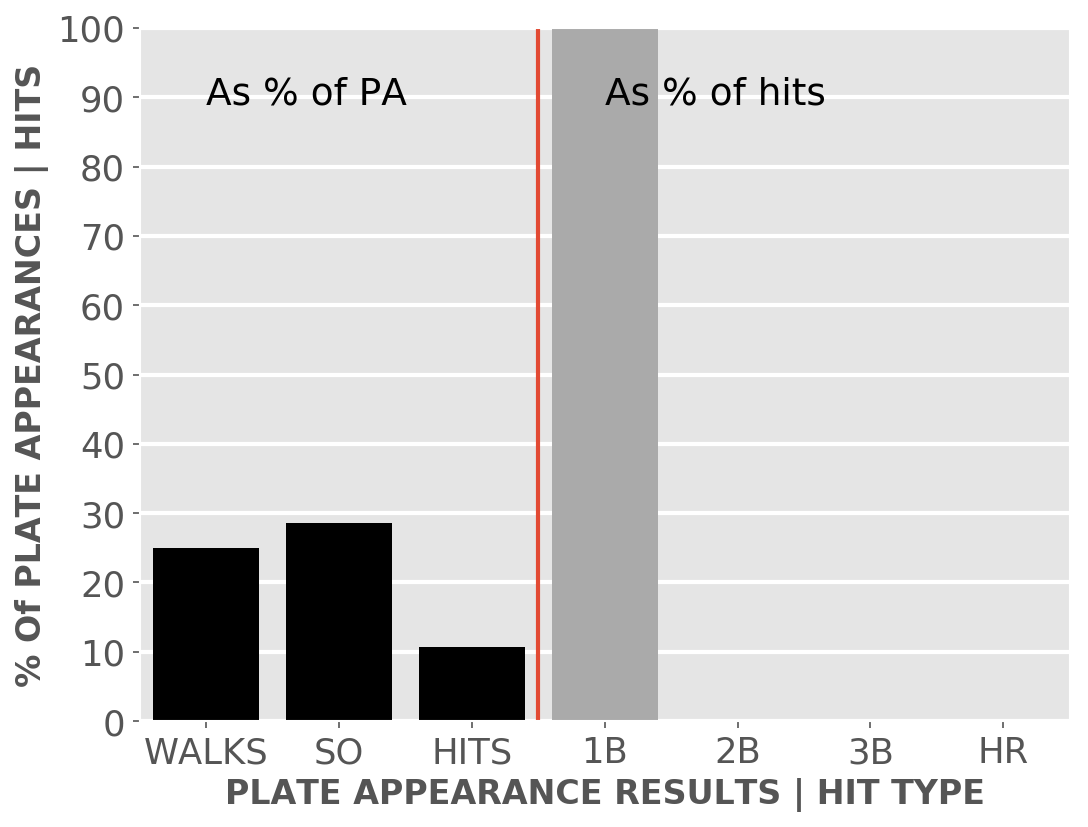 % Of PLATE APPEARANCES | HITS
100
90
80
70
60
50
40
30
20
10
0
As % of PA
As % of hits
WALKS SO HITS 1B 2B 3B HR
PLATE APPEARANCE RESULTS | HIT TYPE